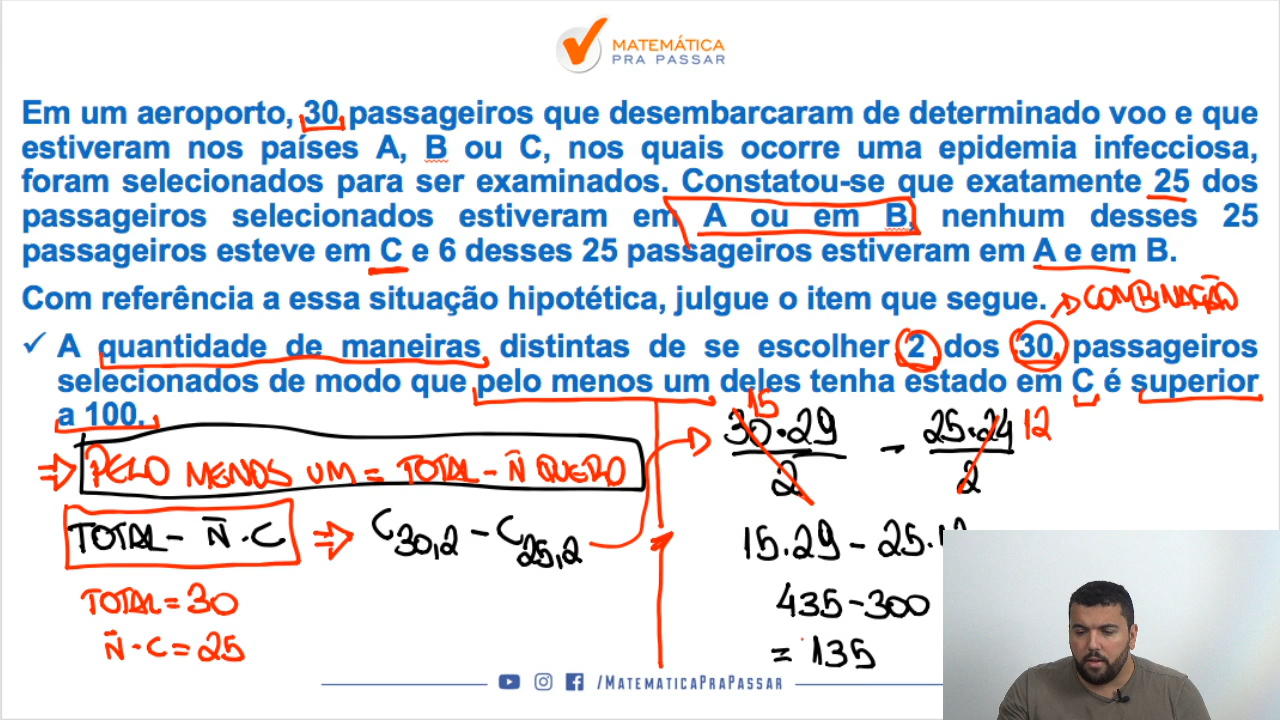 MATEMÁTICA
PRA PASSAR
Em um aeroporto, 30 passageiros que desembarcaram de determinado voo e que
estiveram nos países A, B ou C, nos quais ocorre uma epidemia infecciosa,
foram selecionados para ser examinados. Constatou-se que exatamente 25 dos
passageiros selecionados estiveram em A ou em B, nenhum desses 25
passageiros esteve em C e 6 desses 25 passageiros estiveram em A e em B.
Com referência a essa situação hipotética, julgue o item que segue.
COMBINAÇÃO
✓ A quantidade de maneiras distintas de se escolher 2 dos 30 passageiros
selecionados de modo que pelo menos um deles tenha estado em C é superior
a 100.
⇒ PELO MENOS UM = TOTAL - Ñ QUERO
TOTAL - Ñ·C ⇒ C30,2 - C25,2
TOTAL = 30
Ñ·C = 25
15
30·29 / 2 - 25·24 / 2
12
15.29 - 25.
435-300
= 135
/MatematicaPraPassar